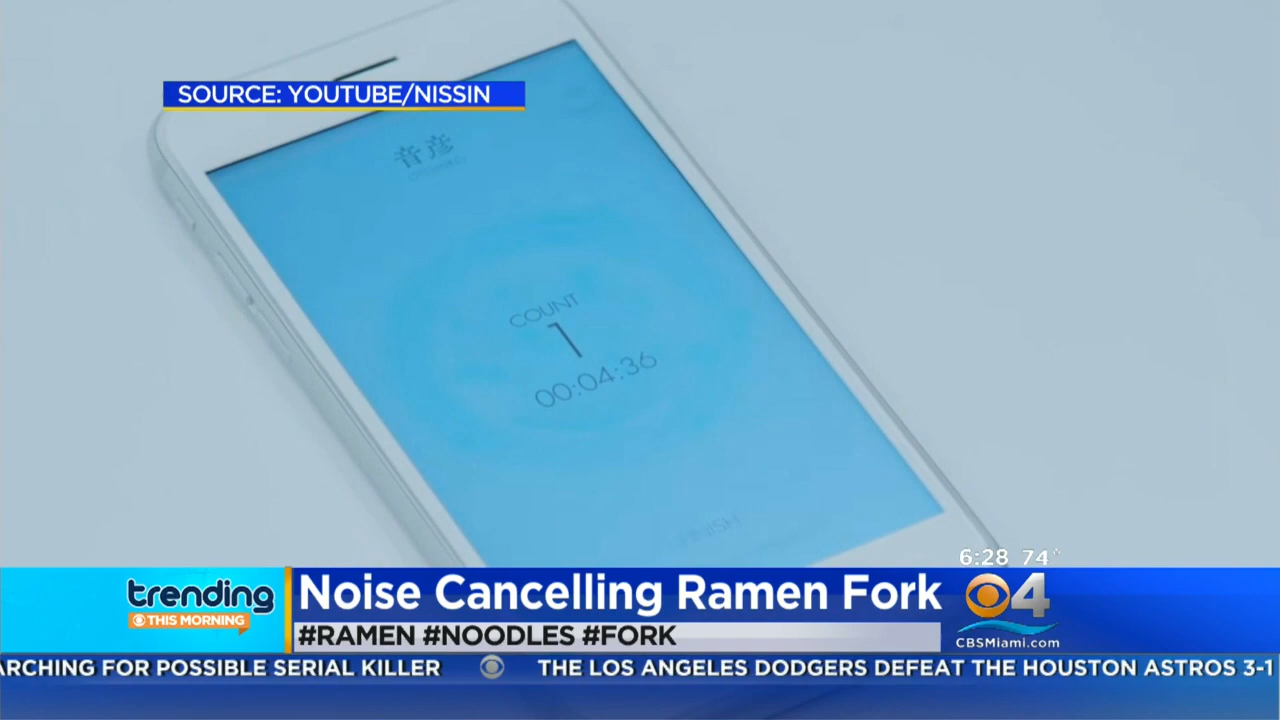 SOURCE: YOUTUBE/NISSIN
音彦
COUNT
1
00:04:36
FINISH
6:28 74°
trending
THIS MORNING
Noise Cancelling Ramen Fork
#RAMEN #NOODLES #FORK
4
CBSMiami.com
ARCHING FOR POSSIBLE SERIAL KILLER THE LOS ANGELES DODGERS DEFEAT THE HOUSTON ASTROS 3-1